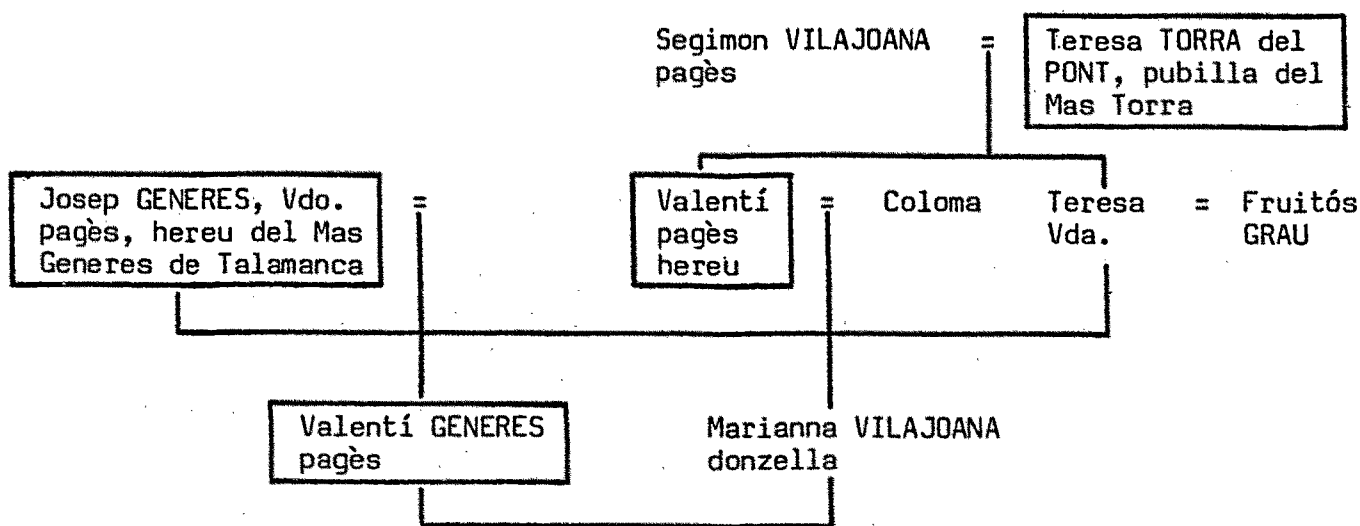 Segimon VILAJOANA =
pagès
Teresa TORRA del
PONT, pubilla del
Mas Torra
Josep GENERES, Vdo. =
pagès, hereu del Mas
Generes de Talamanca
Valentí = Coloma
pagès
hereu
Teresa = Fruitós
Vda. GRAU
Valentí GENERES
pagès
Marianna VILAJOANA
donzella